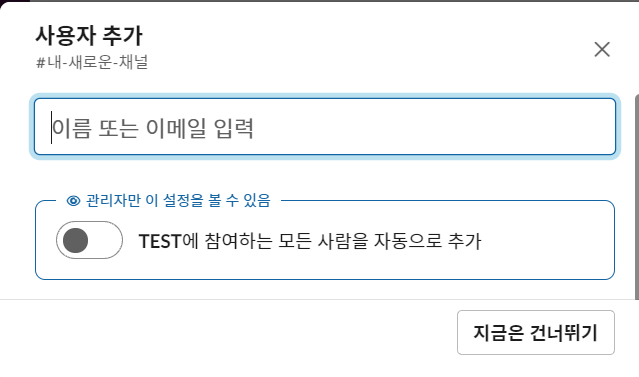 사용자 추가
#내-새로운-채널
이름 또는 이메일 입력
관리자만 이 설정을 볼 수 있음
TEST에 참여하는 모든 사람을 자동으로 추가
지금은 건너뛰기